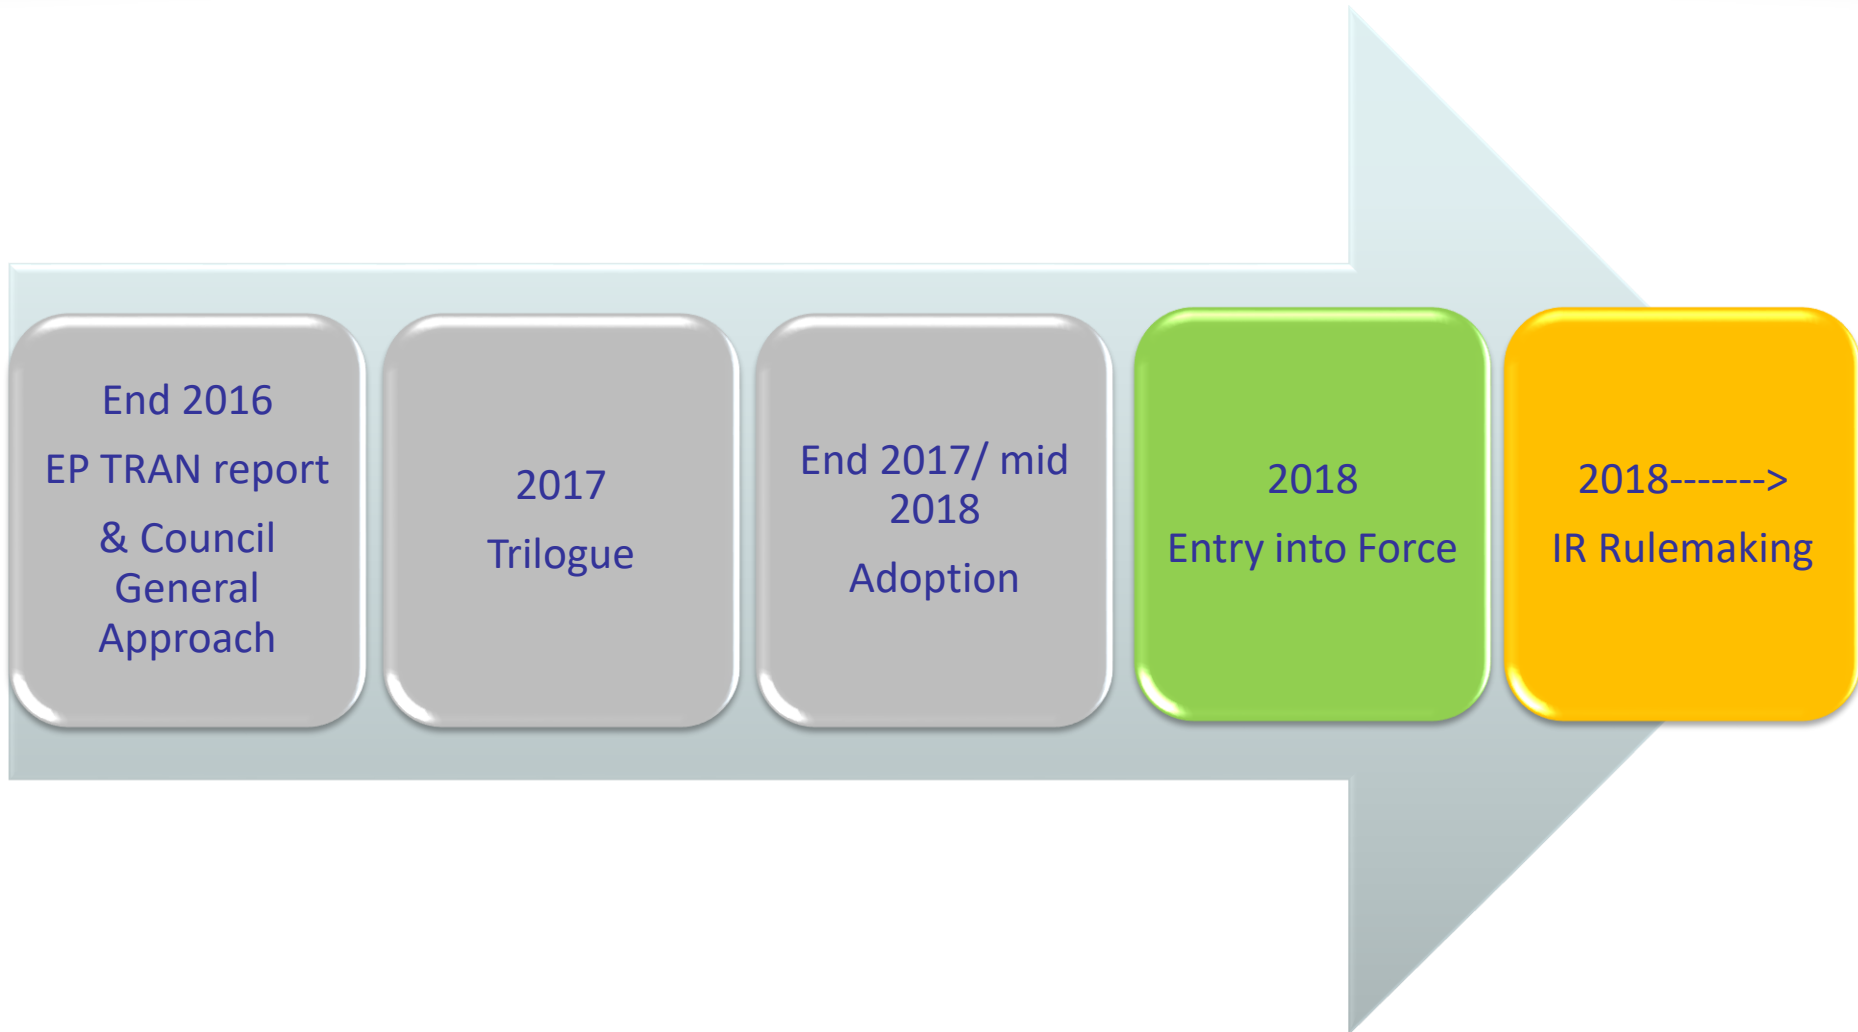 End 2016
EP TRAN report
& Council
General
Approach
2017
Trilogue
End 2017/ mid
2018
Adoption
2018
Entry into Force
2018------->
IR Rulemaking